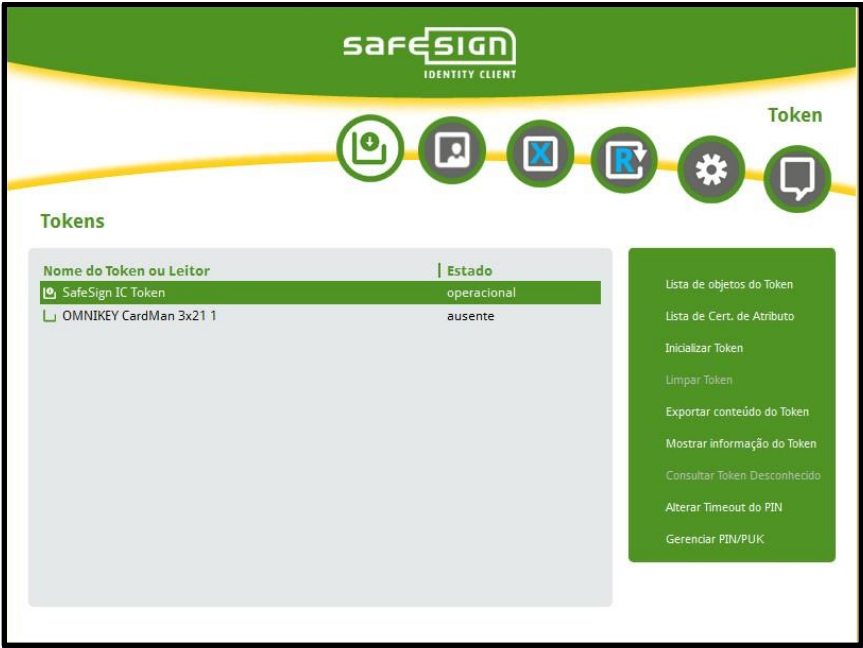 safesign
IDENTITY CLIENT
Token
X
R
Tokens
Nome do Token ou Leitor
Estado
SafeSign IC Token
operacional
OMNIKEY CardMan 3x21 1
ausente
Lista de objetos do Token
Lista de Cert. de Atributo
Inicializar Token
Limpar Token
Exportar conteúdo do Token
Mostrar informação do Token
Consultar Token Desconhecido
Alterar Timeout do PIN
Gerenciar PIN/PUK